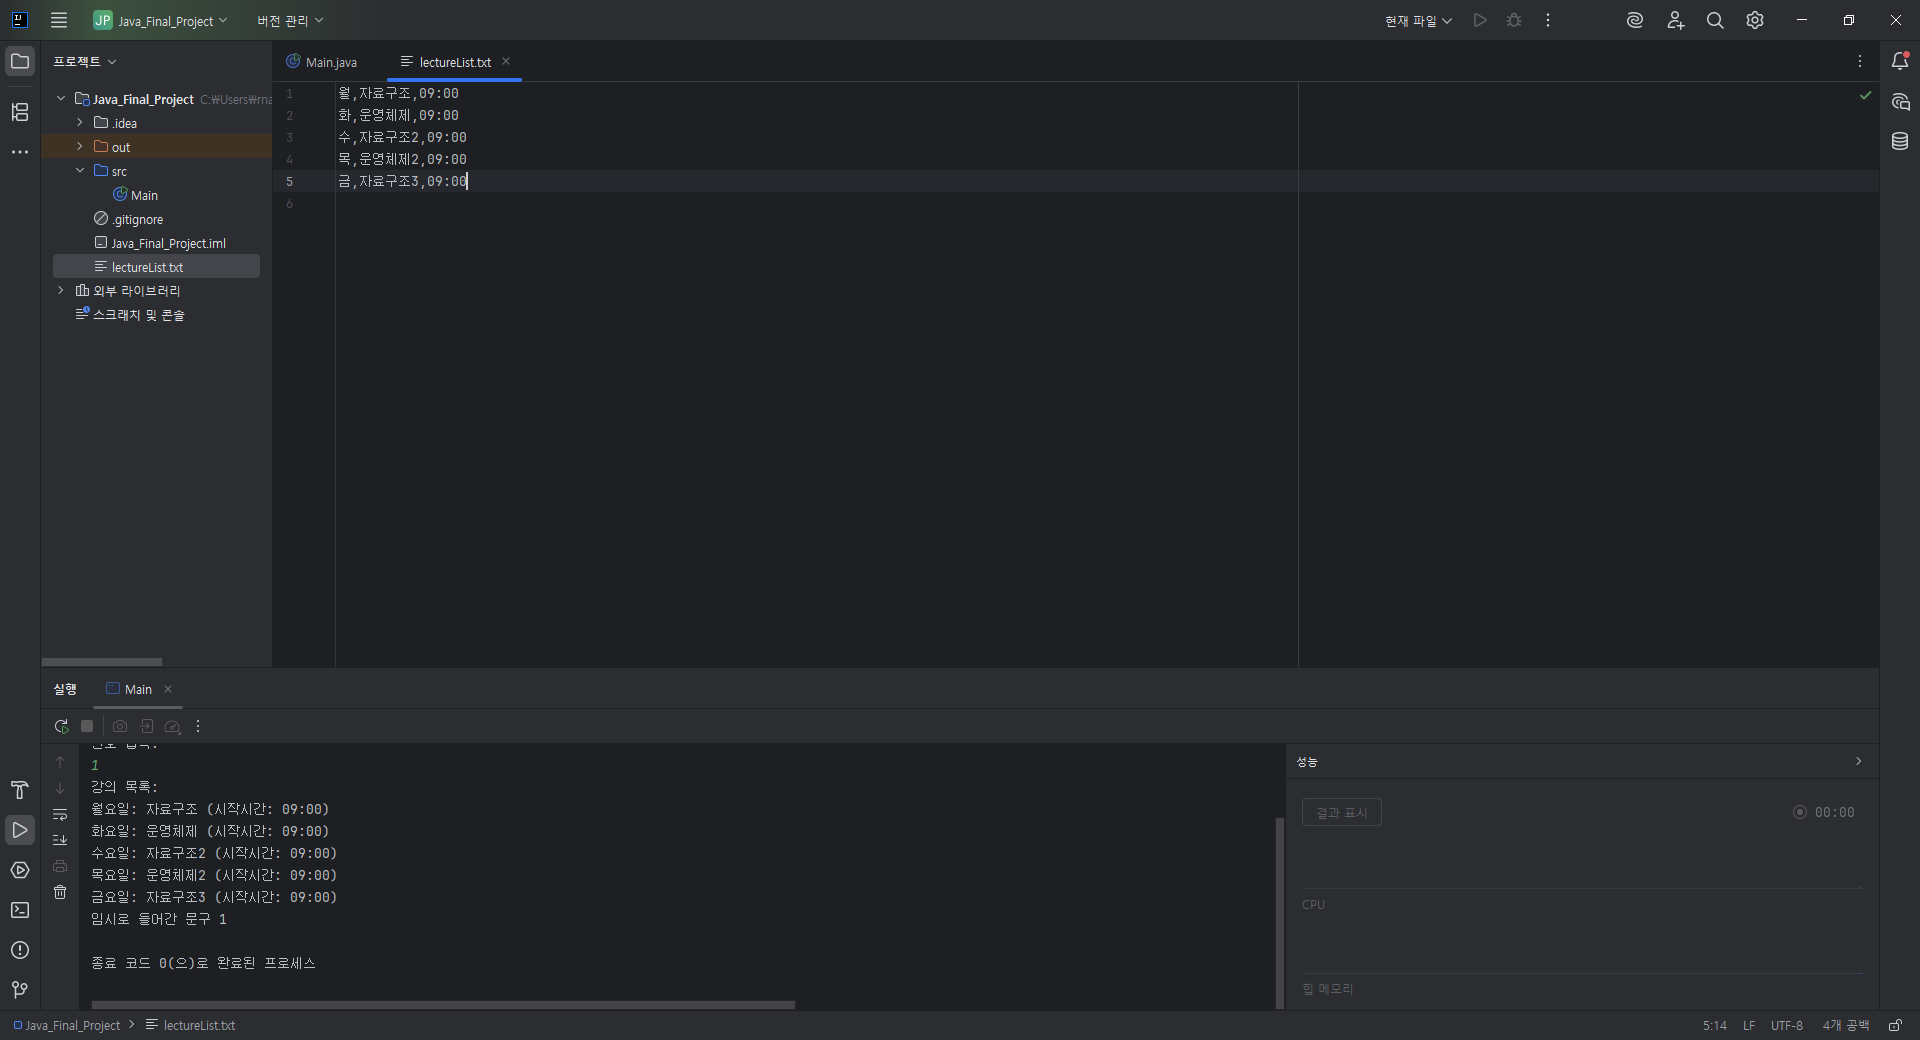 JP Java_Final_Project 버전 관리 현재 파일
프로젝트
Main.java lectureList.txt
Java_Final_Project C:₩Users₩rna
.idea
out
src
Main
.gitignore
Java_Final_Project.iml
lectureList.txt
외부 라이브러리
스크래치 및 콘솔
1 월,자료구조,09:00
2 화,운영체제,09:00
3 수,자료구조2,09:00
4 목,운영체제2,09:00
5 금,자료구조3,09:00
6
실행 Main
1
강의 목록:
월요일: 자료구조 (시작시간: 09:00)
화요일: 운영체제 (시작시간: 09:00)
수요일: 자료구조2 (시작시간: 09:00)
목요일: 운영체제2 (시작시간: 09:00)
금요일: 자료구조3 (시작시간: 09:00)
임시로 들어간 문구 1
종료 코드 0(으)로 완료된 프로세스
성능
결과 표시 00:00
CPU
힙 메모리
Java_Final_Project lectureList.txt 5:14 LF UTF-8 4개 공백